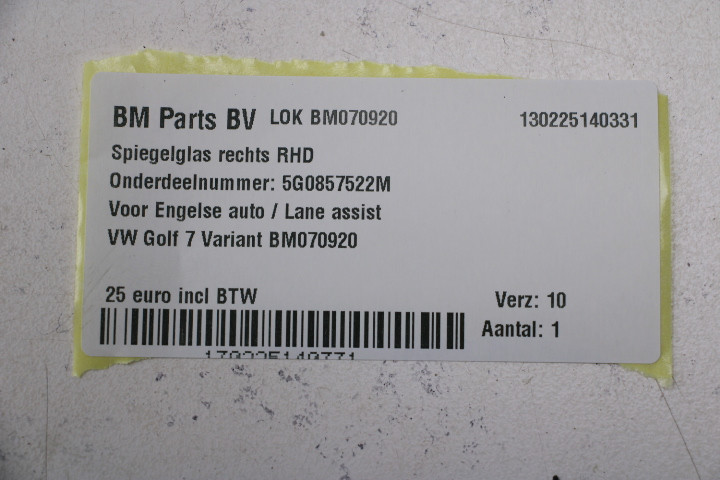 BM Parts BV LOK BM070920 130225140331
Spiegelglas rechts RHD
Onderdeelnummer: 5G0857522M
Voor Engelse auto / Lane assist
VW Golf 7 Variant BM070920
25 euro incl BTW Verz: 10
Aantal: 1